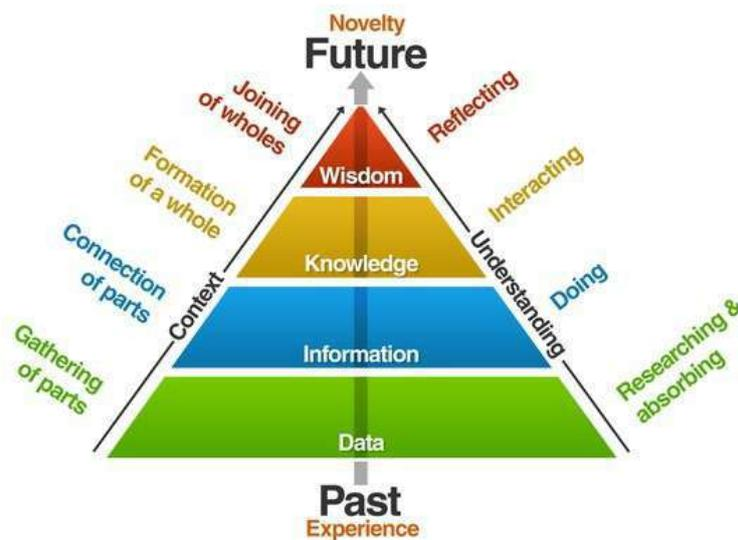 Novelty
Future
Joining
of wholes
Reflecting
Formation
of a whole
Wisdom
Interacting
Connection
of parts
Context
Knowledge
Understanding
Doing
Gathering
of parts
Information
Researching &
absorbing
Data
Past
Experience